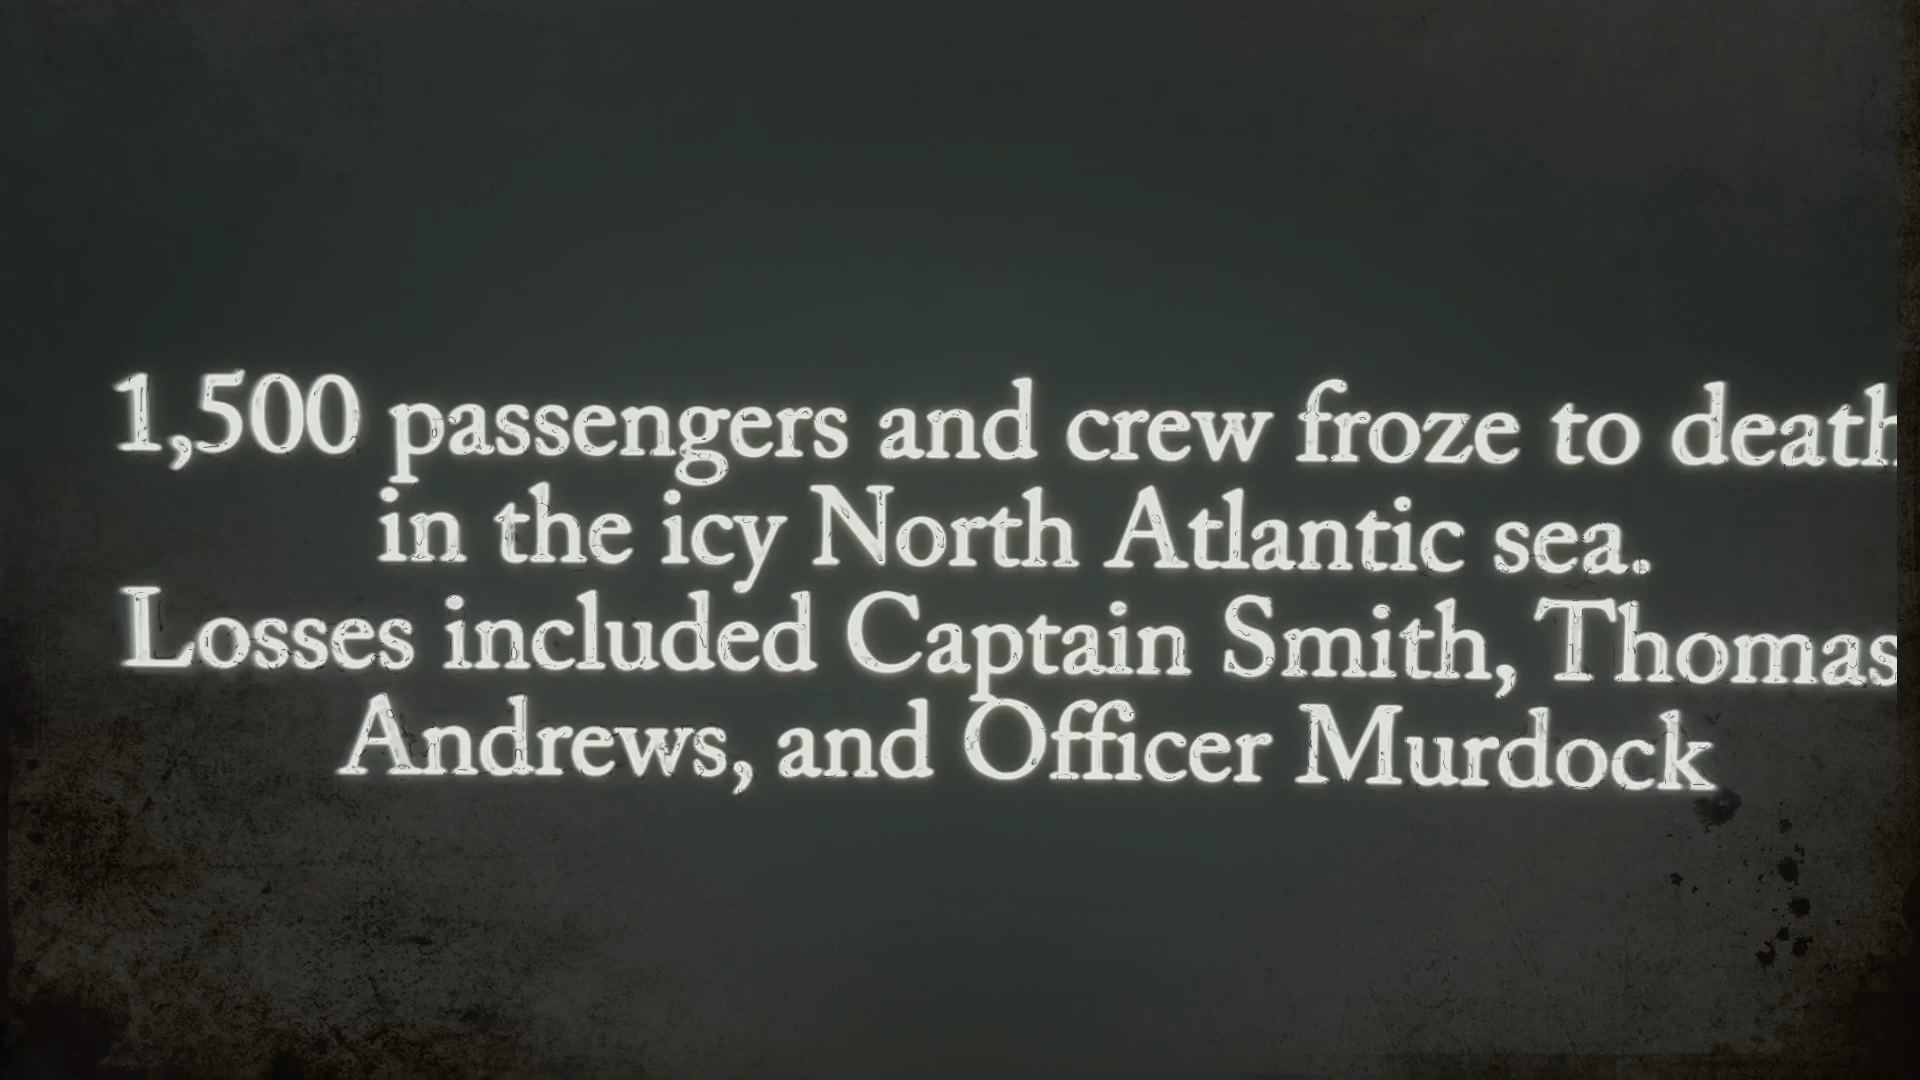 1,500 passengers and crew froze to death
in the icy North Atlantic sea.
Losses included Captain Smith, Thomas
Andrews, and Officer Murdock